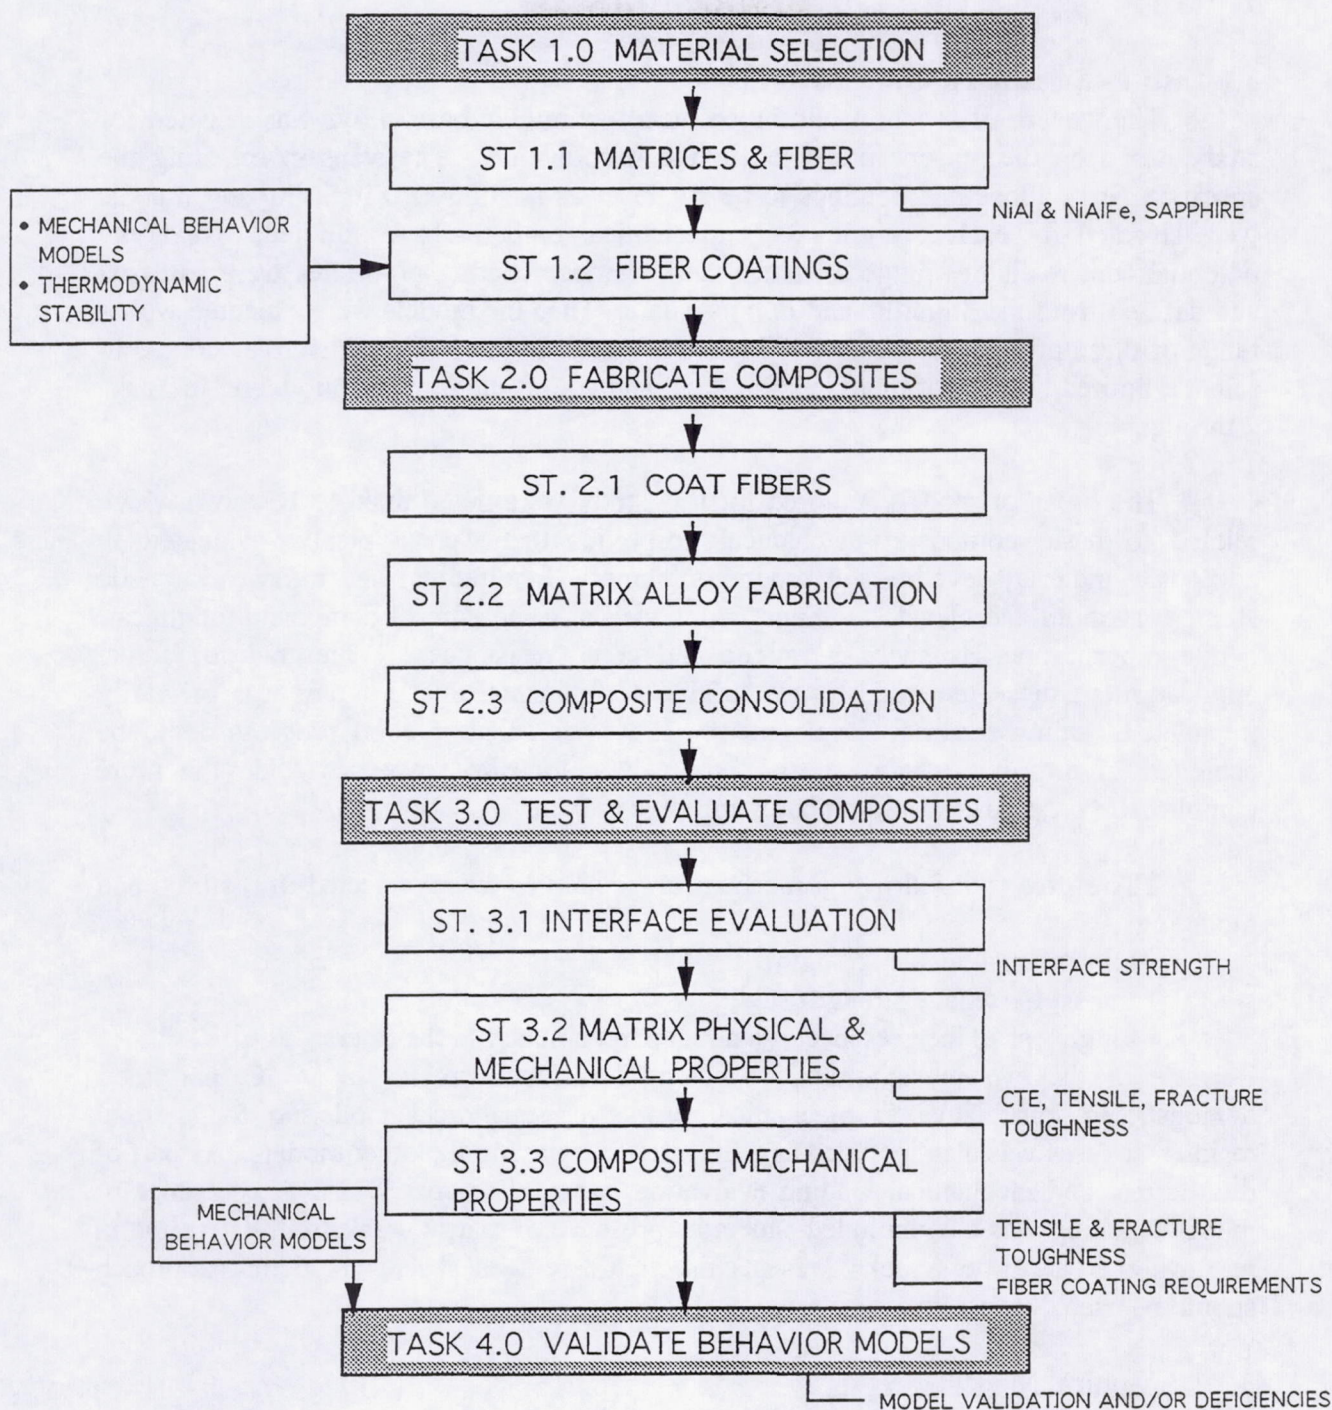 TASK 1.0 MATERIAL SELECTION
ST 1.1 MATRICES & FIBER
NiAl & NiAlFe, SAPPHIRE
• MECHANICAL BEHAVIOR
MODELS
• THERMODYNAMIC
STABILITY
ST 1.2 FIBER COATINGS
TASK 2.0 FABRICATE COMPOSITES
ST. 2.1 COAT FIBERS
ST 2.2 MATRIX ALLOY FABRICATION
ST 2.3 COMPOSITE CONSOLIDATION
TASK 3.0 TEST & EVALUATE COMPOSITES
ST. 3.1 INTERFACE EVALUATION
INTERFACE STRENGTH
ST 3.2 MATRIX PHYSICAL &
MECHANICAL PROPERTIES
CTE, TENSILE, FRACTURE
TOUGHNESS
ST 3.3 COMPOSITE MECHANICAL
PROPERTIES
MECHANICAL
BEHAVIOR MODELS
TENSILE & FRACTURE
TOUGHNESS
FIBER COATING REQUIREMENTS
TASK 4.0 VALIDATE BEHAVIOR MODELS
MODEL VALIDATION AND/OR DEFICIENCIES